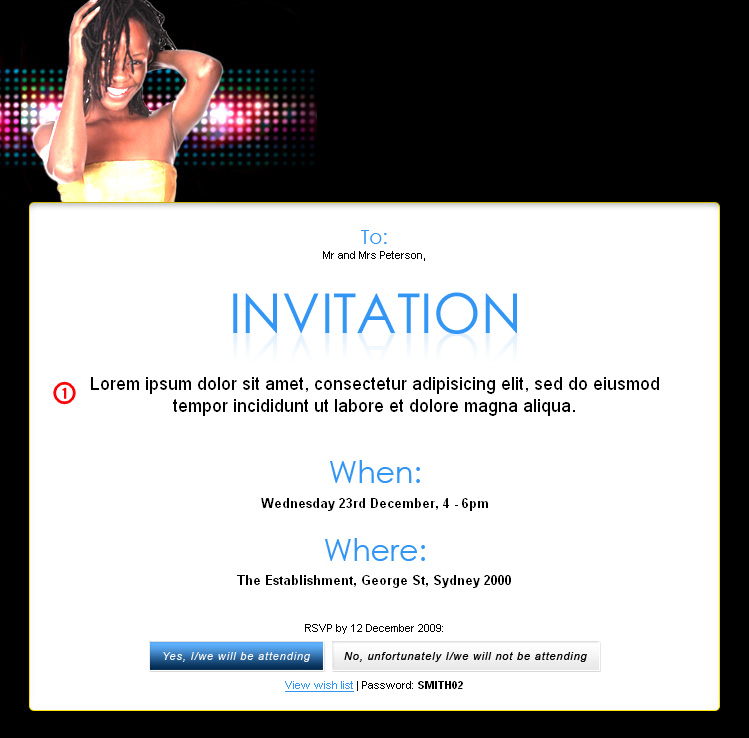 To:
Mr and Mrs Peterson,
INVITATION
1
Lorem ipsum dolor sit amet, consectetur adipisicing elit, sed do eiusmod
tempor incididunt ut labore et dolore magna aliqua.
When:
Wednesday 23rd December, 4 - 6pm
Where:
The Establishment, George St, Sydney 2000
RSVP by 12 December 2009:
Yes, I/we will be attending No, unfortunately I/we will not be attending
View wish list | Password: SMITH02